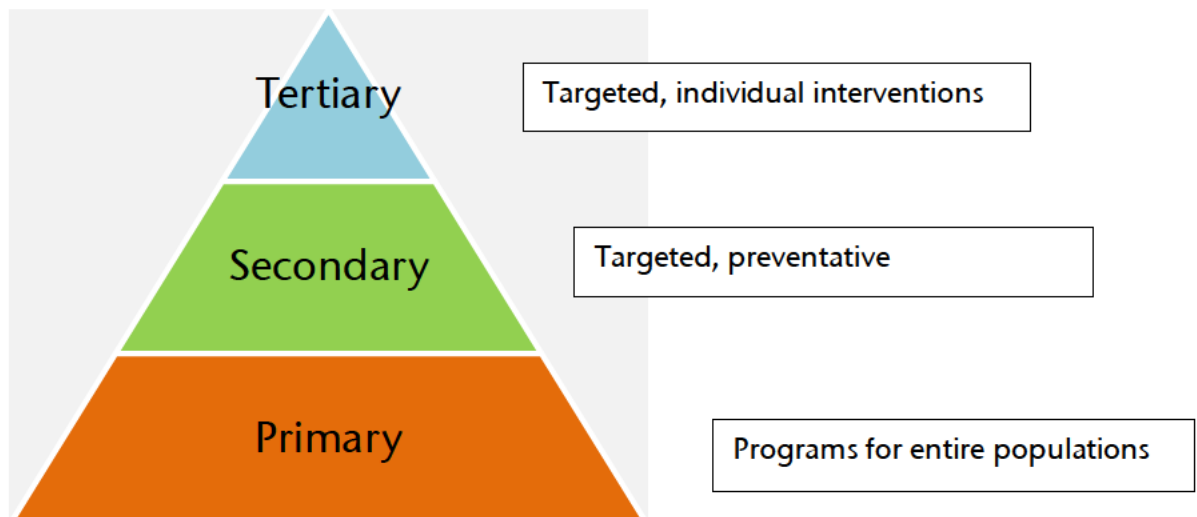 Tertiary
Targeted, individual interventions
Secondary
Targeted, preventative
Primary
Programs for entire populations